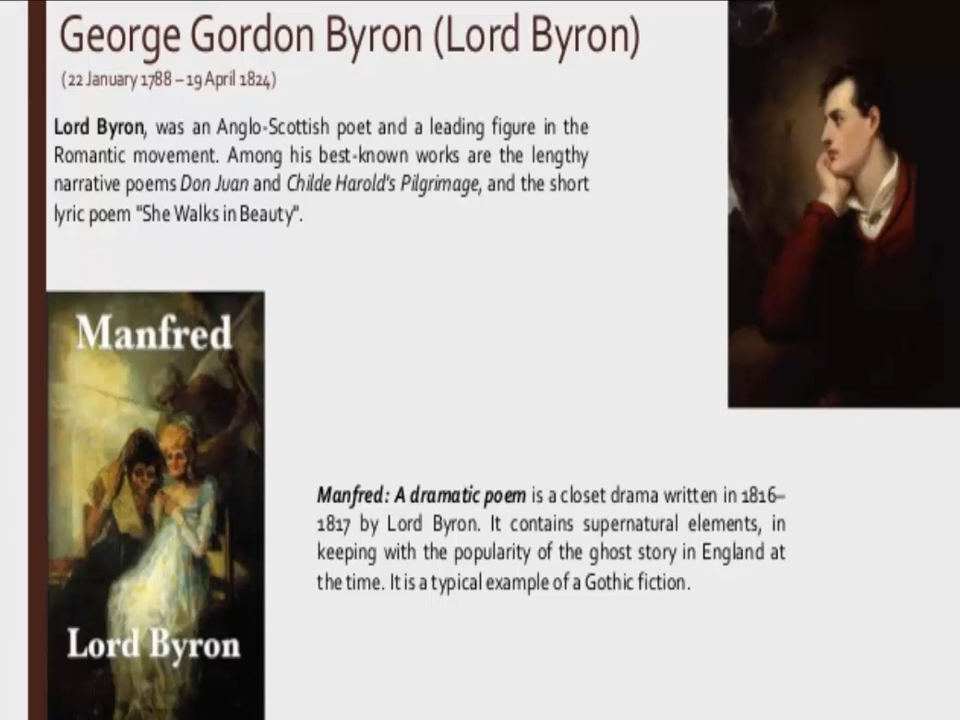 George Gordon Byron (Lord Byron)
(22 January 1788 – 19 April 1824)
Lord Byron, was an Anglo-Scottish poet and a leading figure in the
Romantic movement. Among his best-known works are the lengthy
narrative poems Don Juan and Childe Harold's Pilgrimage, and the short
lyric poem "She Walks in Beauty".
Manfred
Lord Byron
Manfred: A dramatic poem is a closet drama written in 1816–
1817 by Lord Byron. It contains supernatural elements, in
keeping with the popularity of the ghost story in England at
the time. It is a typical example of a Gothic fiction.